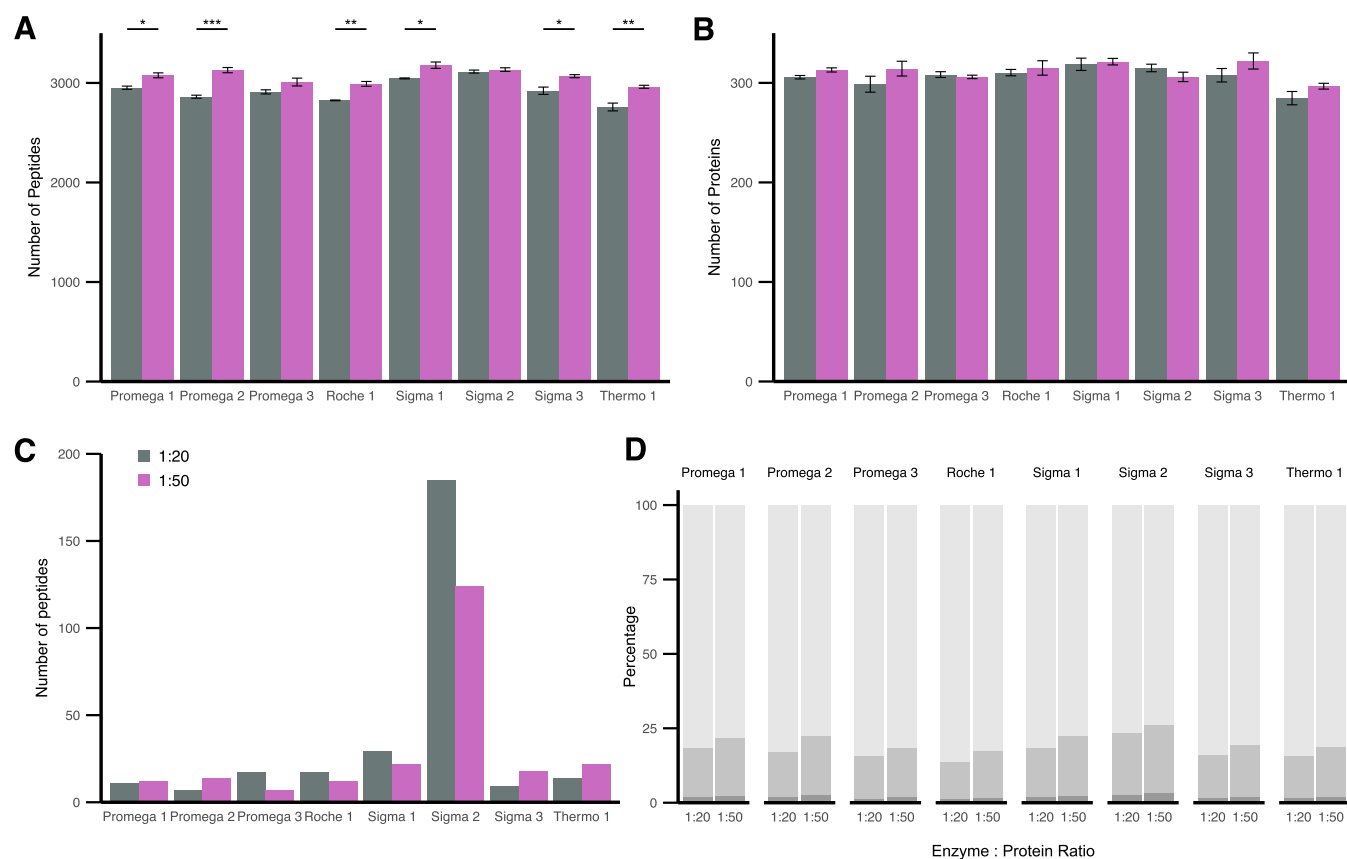 A
* *** ** * * **
3000
2000
1000
0
Number of Peptides
Promega 1 Promega 2 Promega 3 Roche 1 Sigma 1 Sigma 2 Sigma 3 Thermo 1
B
300
200
100
0
Number of Proteins
Promega 1 Promega 2 Promega 3 Roche 1 Sigma 1 Sigma 2 Sigma 3 Thermo 1
C
1:20
1:50
200
150
100
50
0
Number of peptides
Promega 1 Promega 2 Promega 3 Roche 1 Sigma 1 Sigma 2 Sigma 3 Thermo 1
D
Promega 1 Promega 2 Promega 3 Roche 1 Sigma 1 Sigma 2 Sigma 3 Thermo 1
100
75
50
25
0
Percentage
1:20 1:50 1:20 1:50 1:20 1:50 1:20 1:50 1:20 1:50 1:20 1:50 1:20 1:50 1:20 1:50
Enzyme : Protein Ratio